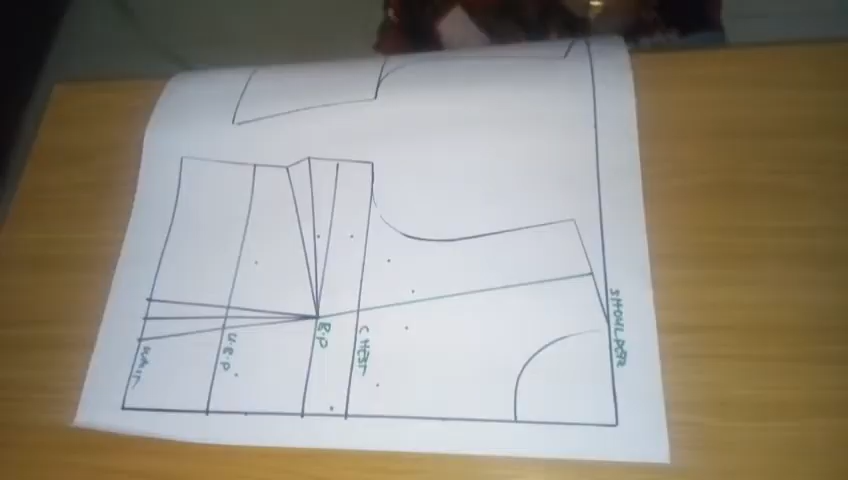 SHOULDER
CHEST
B.P
U.B.P
WAIST